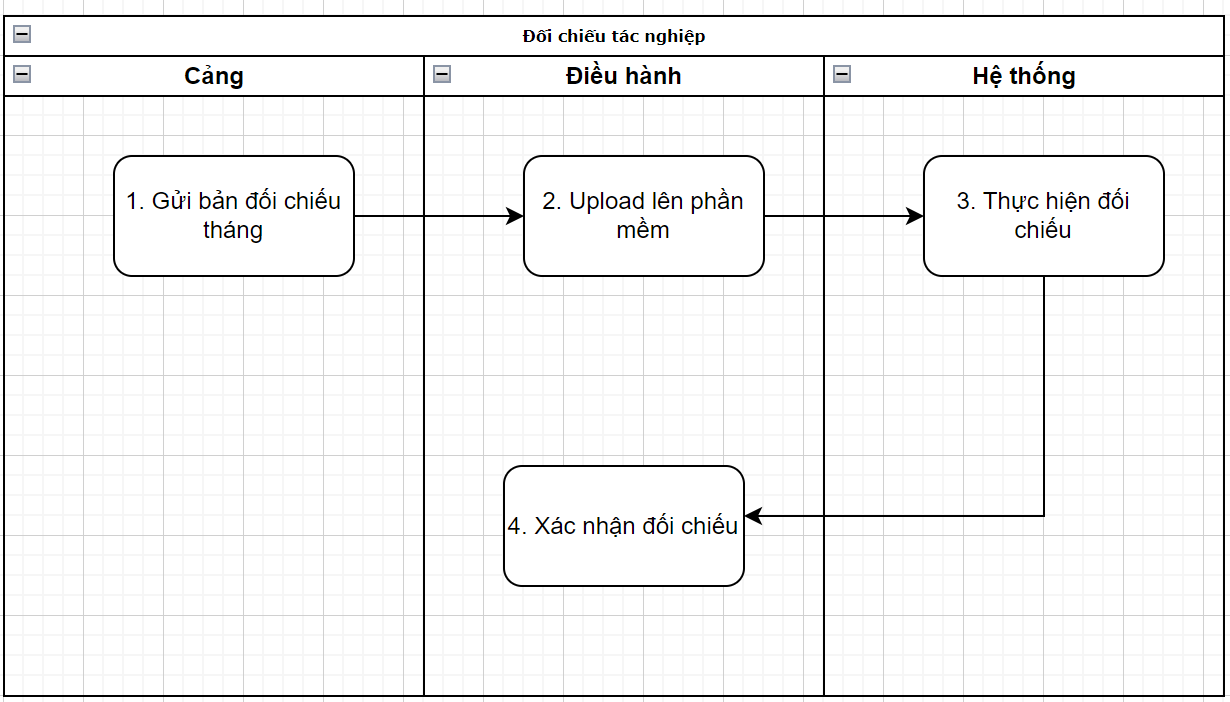 Đối chiếu tác nghiệp
Cảng
Điều hành
Hệ thống
1. Gửi bản đối chiếu
tháng
2. Upload lên phần
mềm
3. Thực hiện đối
chiếu
4. Xác nhận đối chiếu